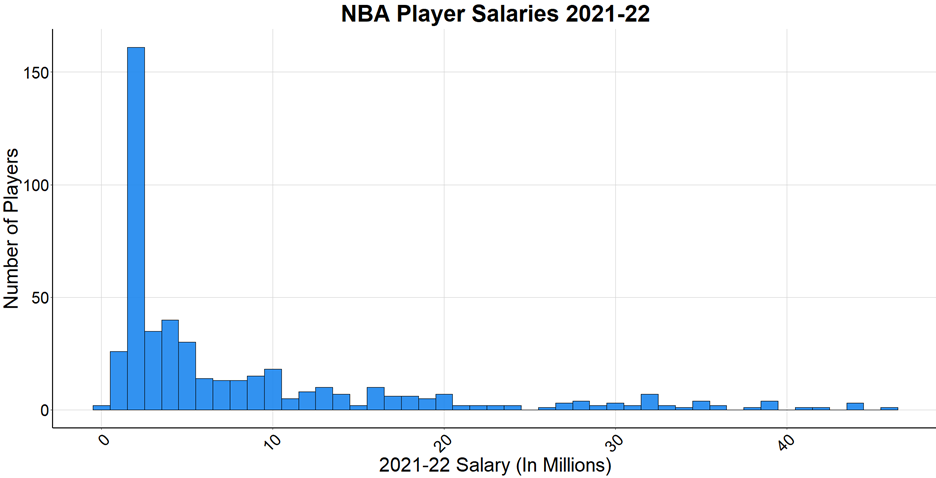 NBA Player Salaries 2021-22
Number of Players
150
100
50
0
0 10 20 30 40
2021-22 Salary (In Millions)